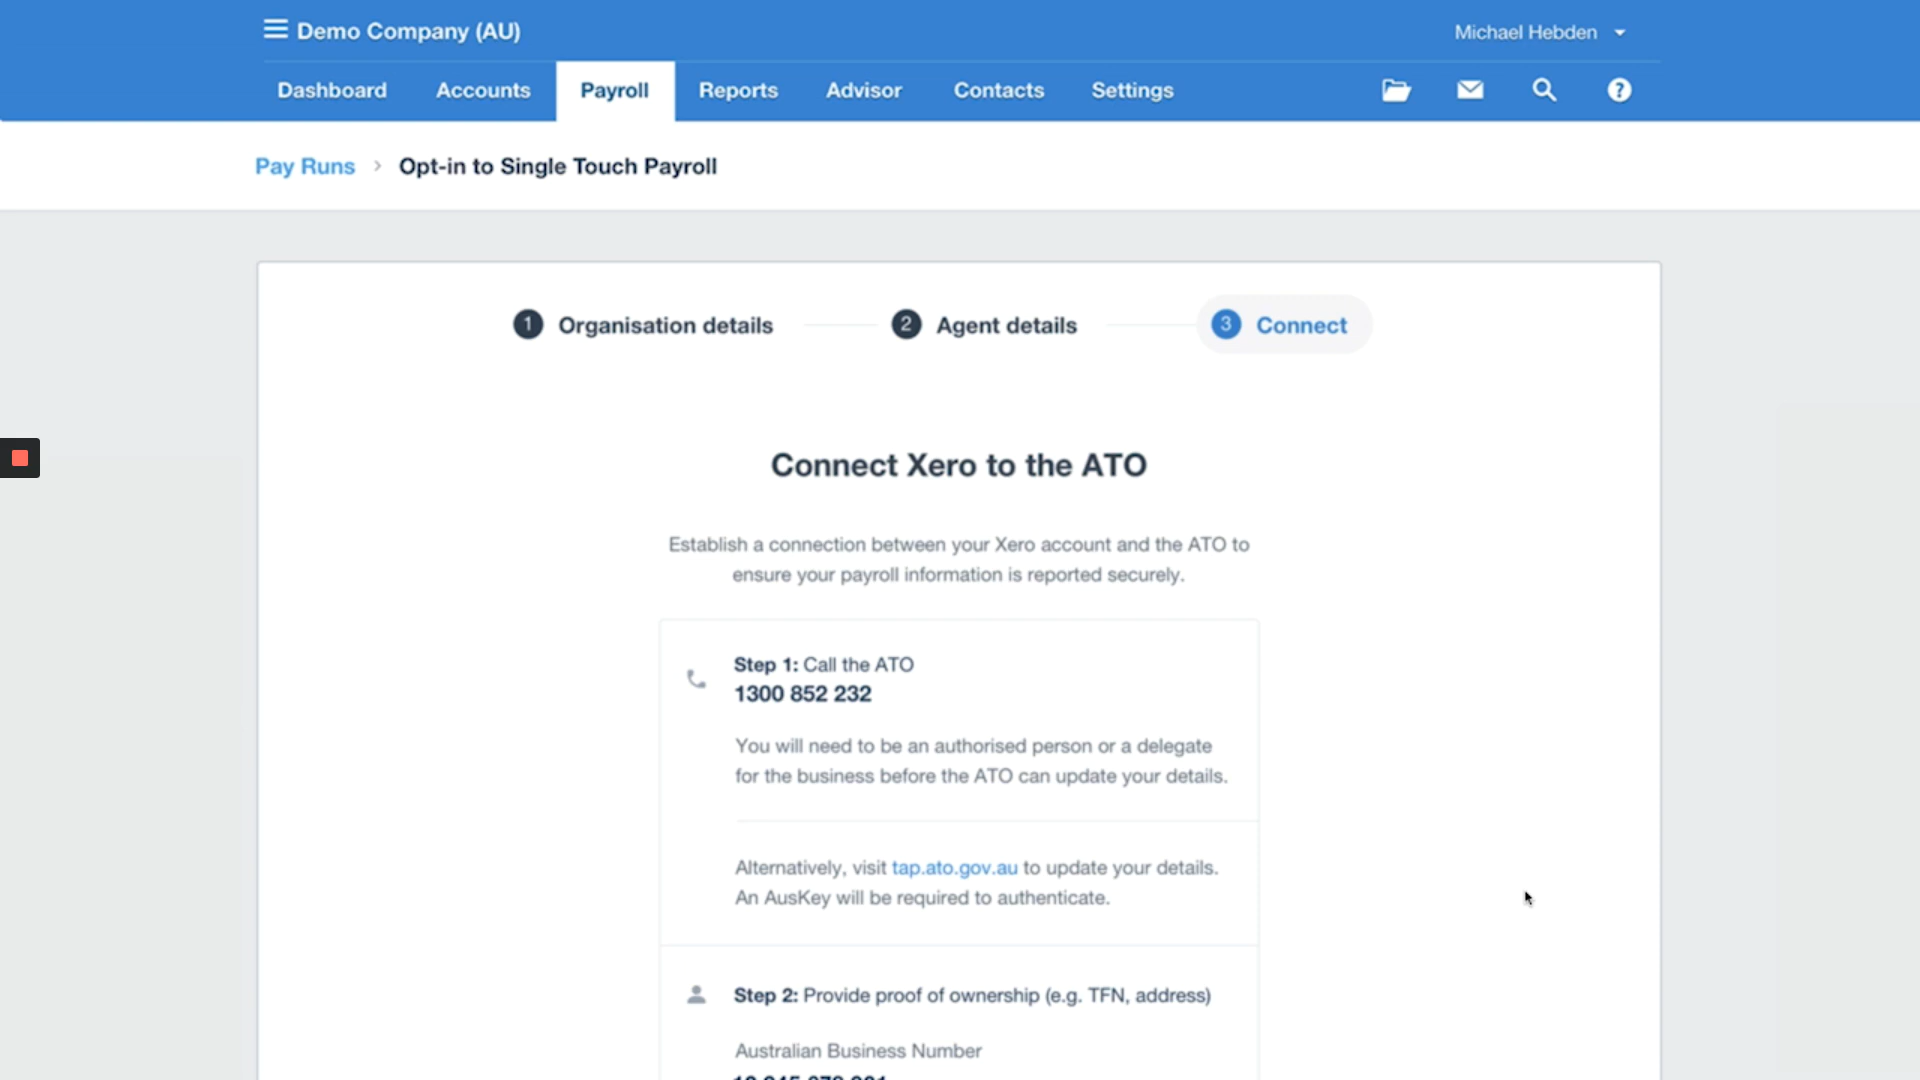 Demo Company (AU)
Michael Hebden
Dashboard
Accounts
Payroll
Reports
Advisor
Contacts
Settings
?
Pay Runs > Opt-in to Single Touch Payroll
1 Organisation details
2 Agent details
3 Connect
Connect Xero to the ATO
Establish a connection between your Xero account and the ATO to
ensure your payroll information is reported securely.
Step 1: Call the ATO
1300 852 232
You will need to be an authorised person or a delegate
for the business before the ATO can update your details.
Alternatively, visit tap.ato.gov.au to update your details.
An AusKey will be required to authenticate.
Step 2: Provide proof of ownership (e.g. TFN, address)
Australian Business Number